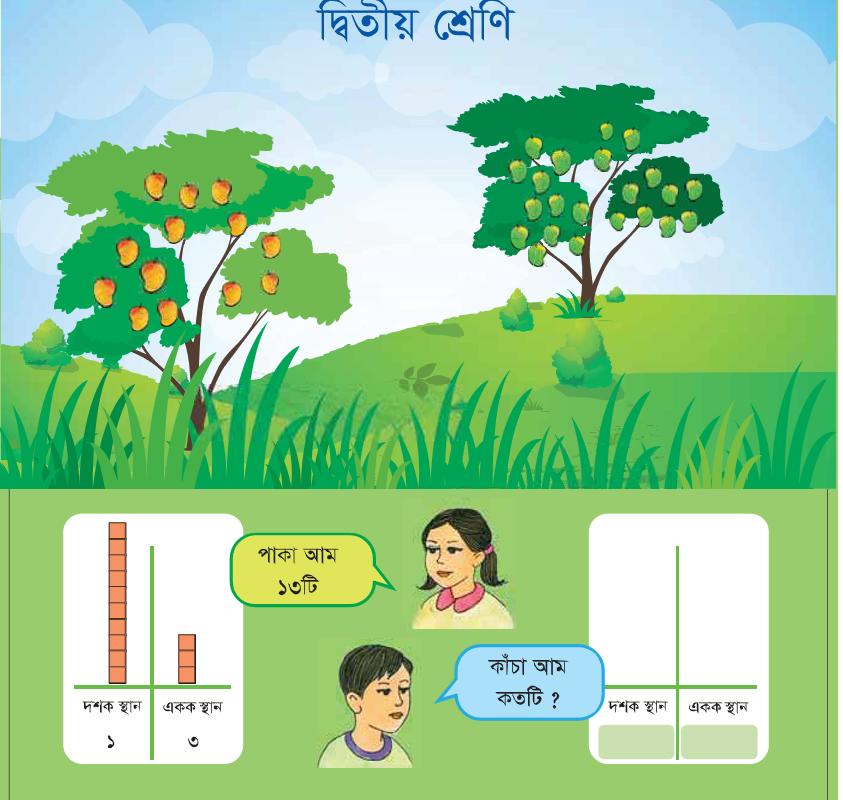 দ্বিতীয় শ্রেণি
পাকা আম
১৩টি
কাঁচা আম
কতটি ?
দশক স্থান একক স্থান
১ ৩
দশক স্থান একক স্থান